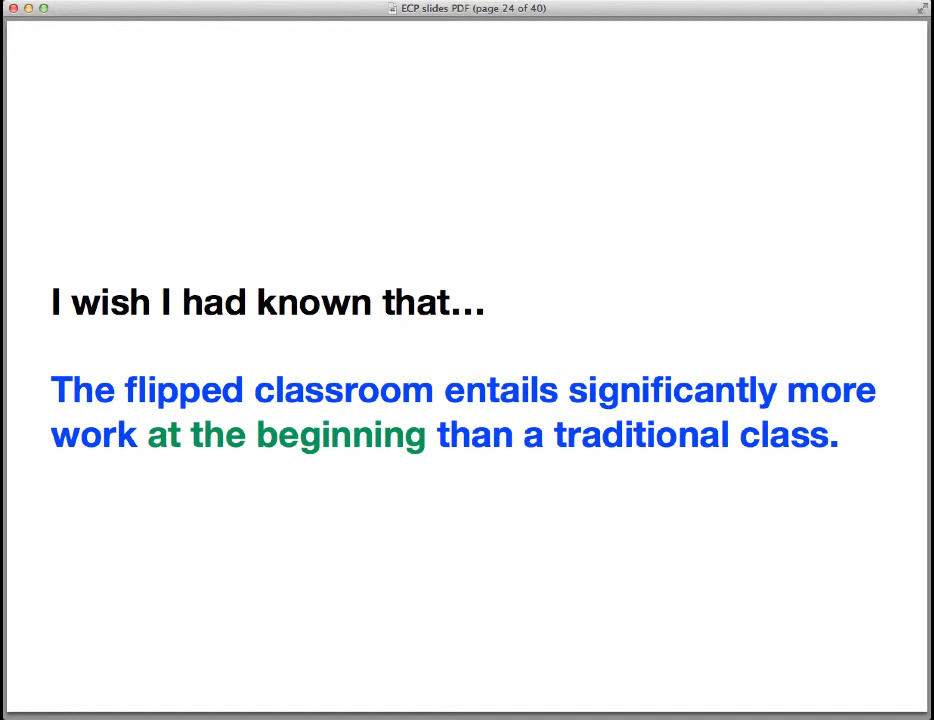 ECP slides PDF (page 24 of 40)
I wish I had known that…
The flipped classroom entails significantly more
work at the beginning than a traditional class.